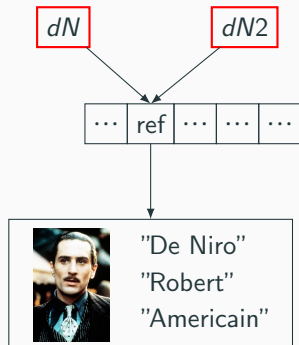 dN dN2
... ref ... ... ...
”De Niro”
”Robert”
”Americain”